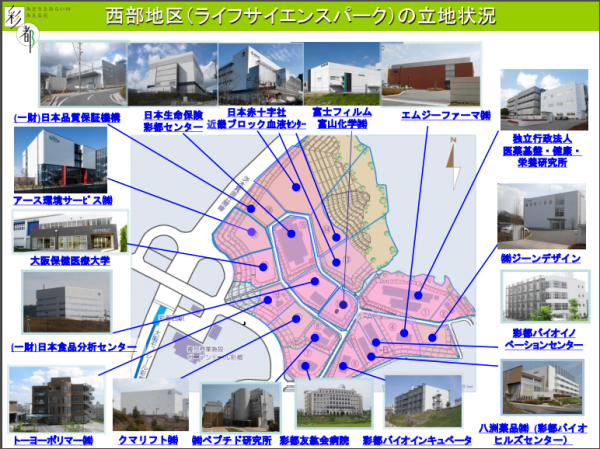 彩都
西部地区(ライフサイエンスパーク)の立地状況
(一財)日本品質保証機構
日本生命保険
彩都センター
日本赤十字社
近畿ブロック血液センター
富士フィルム
富山化学㈱
エムジーファーマ㈱
独立行政法人
医薬基盤・健康・
栄養研究所
アース環境サービス㈱
大阪保健医療大学
㈱ジーンデザイン
(一財)日本食品分析センター
彩都バイオイノ
ベーションセンター
トーヨーポリマー㈱
クマリフト㈱
㈱ペプチド研究所
彩都友紘会病院
彩都バイオインキュベータ
八洲薬品㈱(彩都バイオ
ヒルズセンター)
N